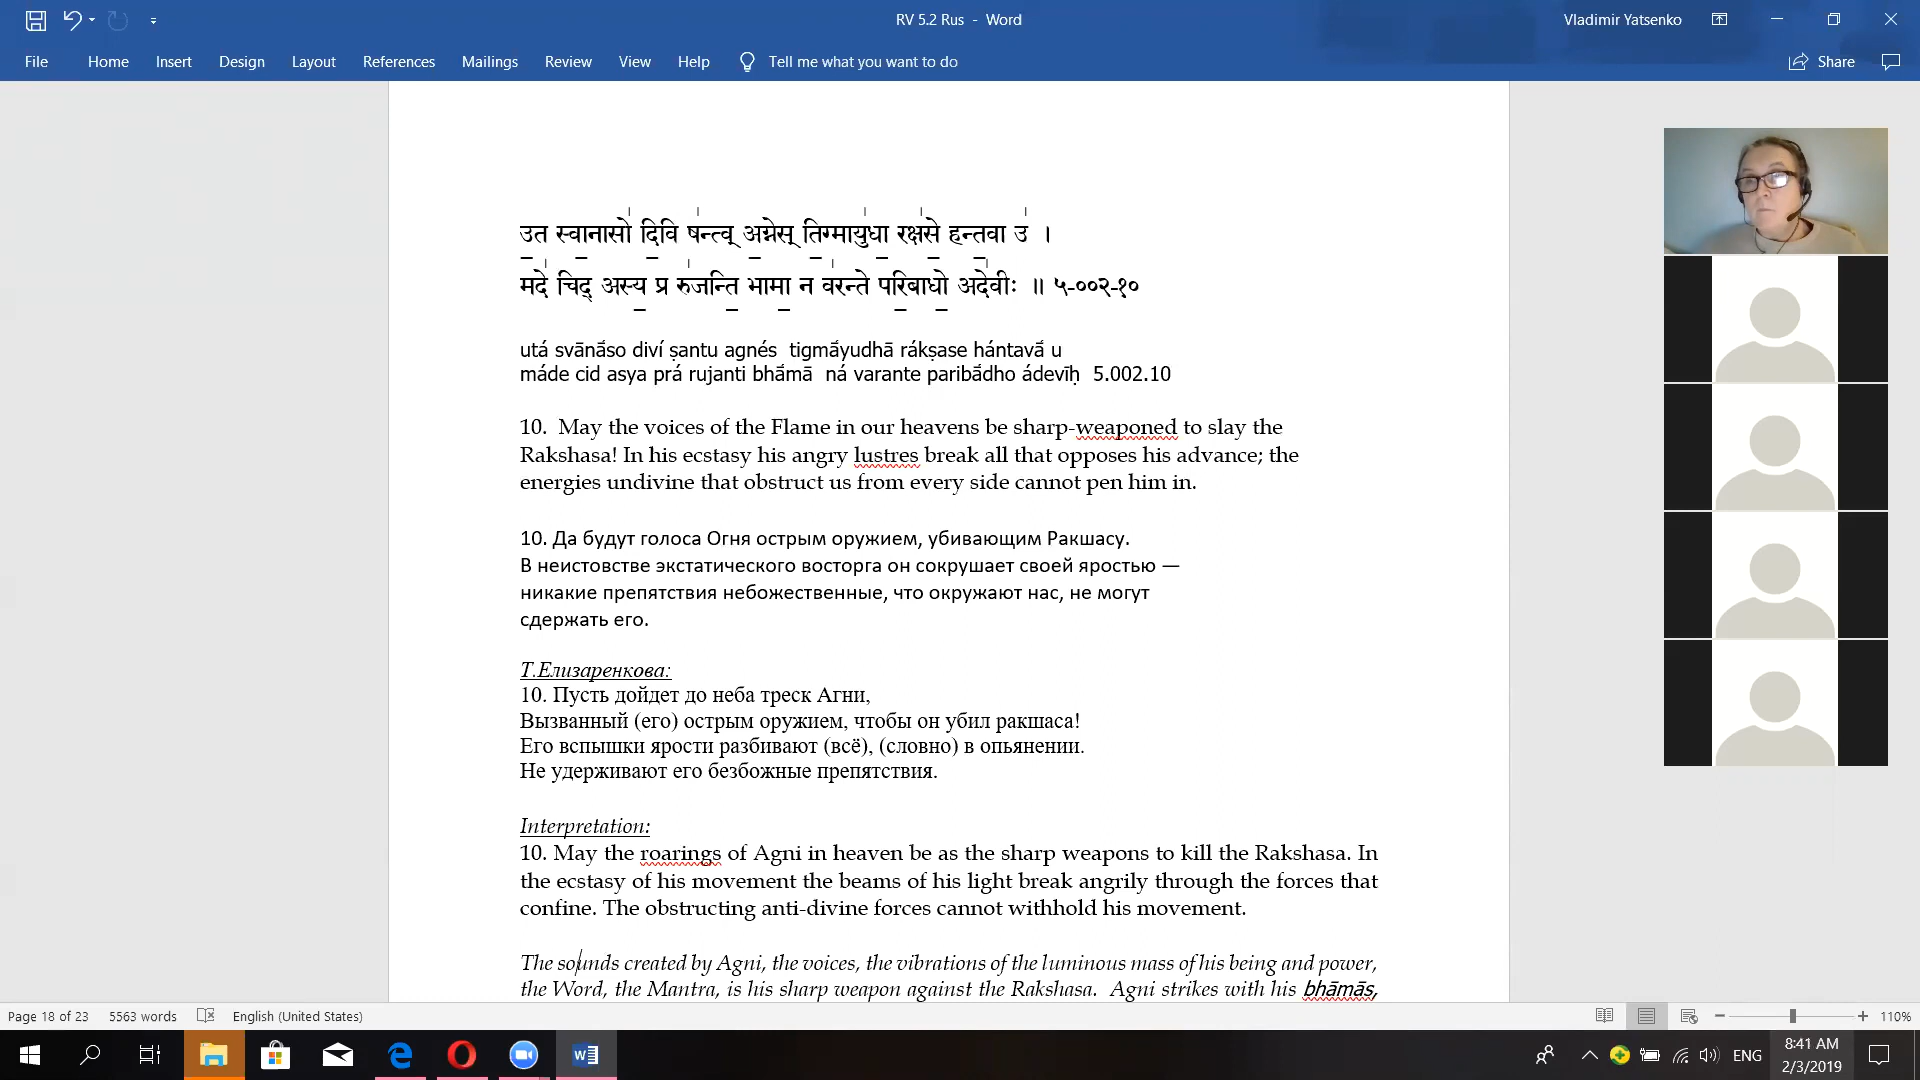 RV 5.2 Rus - Word
Vladimir Yatsenko
File Home Insert Design Layout References Mailings Review View Help Tell me what you want to do Share
उ॒त स्वा॒नासो॑ दि॒वि ष॑न्त्व् अ॒ग्नेस् ति॒ग्मायु॑धा॒ रक्ष॑से॒ हन्त॒वा उ॑ ।
मदे॑ चिद् अस्य॒ प्र रु॑जन्ति॒ भामा॒ न व॑रन्ते परि॒बाधो॒ अदे॑वीः ॥ ५-००२-१०
utá svānā́so diví ṣantu agnés tigmā́yudhā rákṣase hántavā́ u
máde cid asya prá rujanti bhā́mā ná varante paribā́dho ádevīḥ 5.002.10
10. May the voices of the Flame in our heavens be sharp-weaponed to slay the
Rakshasa! In his ecstasy his angry lustres break all that opposes his advance; the
energies undivine that obstruct us from every side cannot pen him in.
10. Да будут голоса Огня острым оружием, убивающим Ракшасу.
В неистовстве экстатического восторга он сокрушает своей яростью —
никакие препятствия небожественные, что окружают нас, не могут
сдержать его.
Т.Елизаренкова:
10. Пусть дойдет до неба треск Агни,
Вызванный (его) острым оружием, чтобы он убил ракшаса!
Его вспышки ярости разбивают (всё), (словно) в опьянении.
Не удерживают его безбожные препятствия.
Interpretation:
10. May the roarings of Agni in heaven be as the sharp weapons to kill the Rakshasa. In
the ecstasy of his movement the beams of his light break angrily through the forces that
confine. The obstructing anti-divine forces cannot withhold his movement.
The sounds created by Agni, the voices, the vibrations of the luminous mass of his being and power,
the Word, the Mantra, is his sharp weapon against the Rakshasa. Agni strikes with his bhāmās,
Page 18 of 23 5563 words English (United States) 110%
ENG
8:41 AM
2/3/2019